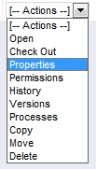 [-- Actions --]
[-- Actions --]
Open
Check Out
Properties
Permissions
History
Versions
Processes
Copy
Move
Delete